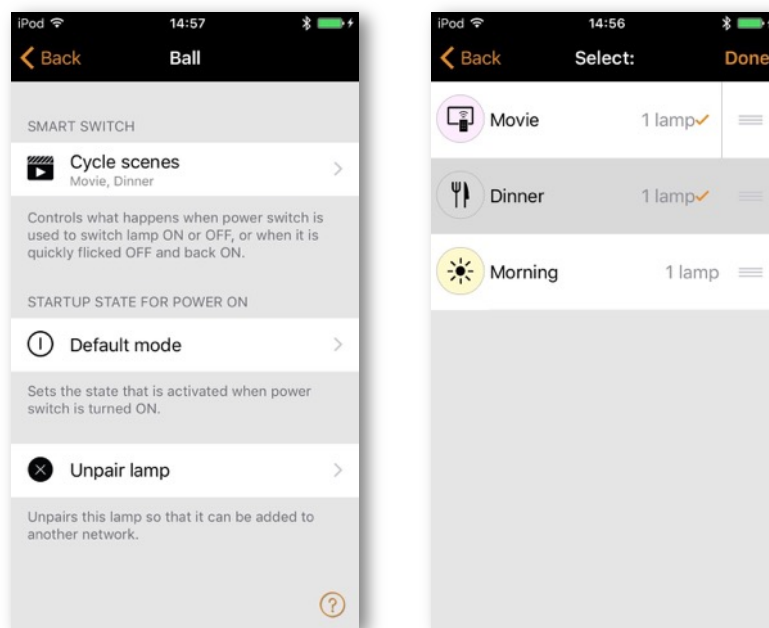 iPod 14:57
Back Ball
SMART SWITCH
Cycle scenes
Movie, Dinner
Controls what happens when power switch is
used to switch lamp ON or OFF, or when it is
quickly flicked OFF and back ON.
STARTUP STATE FOR POWER ON
Default mode
Sets the state that is activated when power
switch is turned ON.
Unpair lamp
Unpairs this lamp so that it can be added to
another network.
?
iPod 14:56
Back Select: Done
Movie 1 lamp
Dinner 1 lamp
Morning 1 lamp